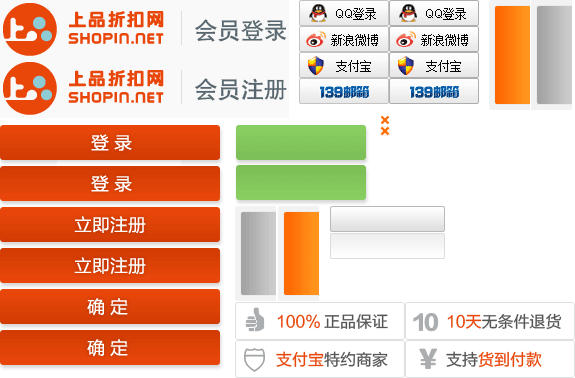 上品折扣网
SHOPIN.NET
会员登录
上品折扣网
SHOPIN.NET
会员注册
QQ登录
QQ登录
新浪微博
新浪微博
支付宝
支付宝
139邮箱
139邮箱
登 录
登 录
立即注册
立即注册
确 定
确 定
100% 正品保证
10 10天无条件退货
支付宝特约商家
¥ 支持货到付款